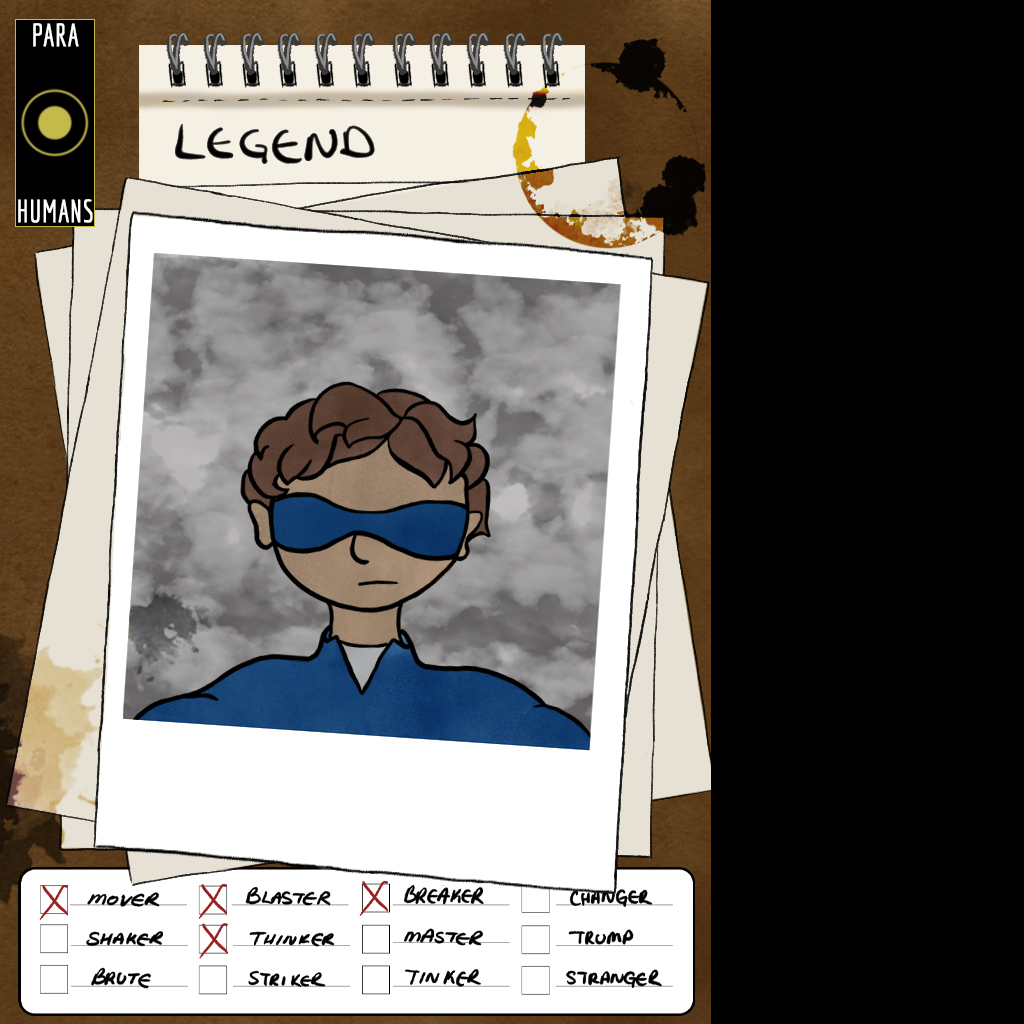 PARA
HUMANS
LEGEND
MOVER BLASTER BREAKER CHANGER
SHAKER THINKER MASTER TRUMP
BRUTE STRIKER TINKER STRANGER